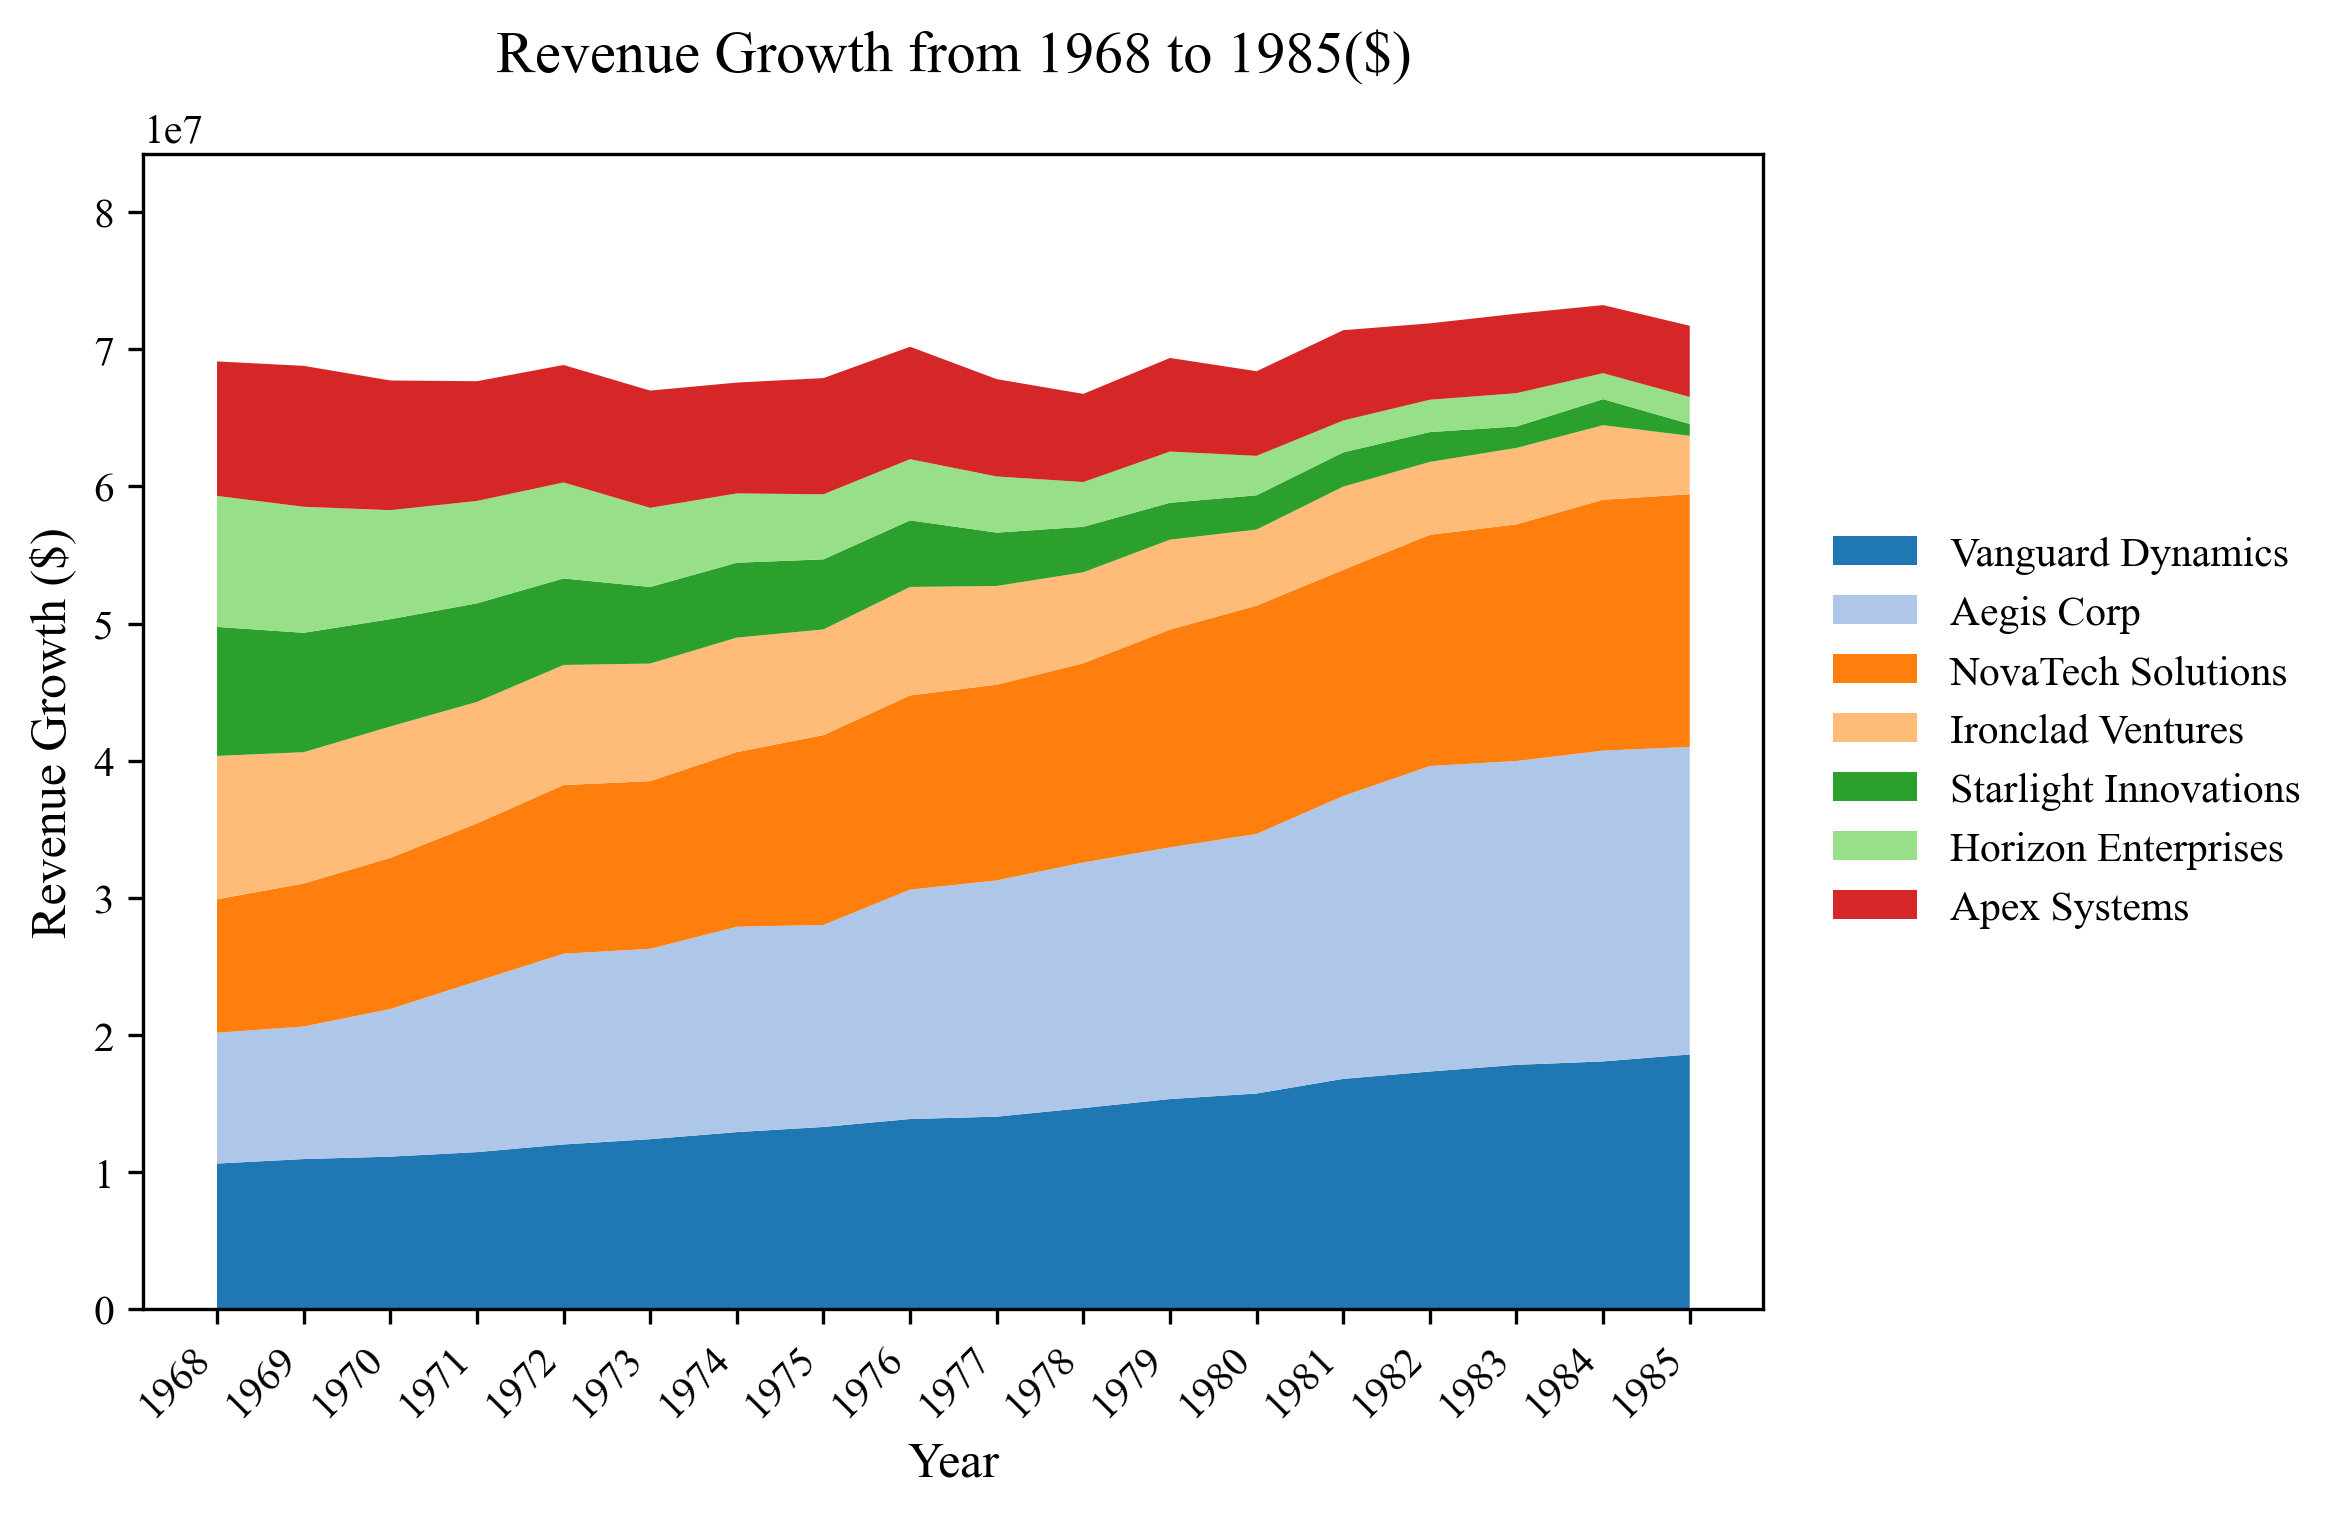 Revenue Growth from 1968 to 1985($)
1e7
8
7
6
5
4
3
2
1
0
Revenue Growth ($)
1968
1969
1970
1971
1972
1973
1974
1975
1976
1977
1978
1979
1980
1981
1982
1983
1984
1985
Year
Vanguard Dynamics
Aegis Corp
NovaTech Solutions
Ironclad Ventures
Starlight Innovations
Horizon Enterprises
Apex Systems